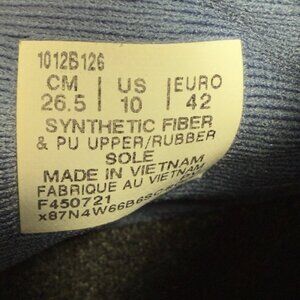 1012B126
CM US EURO
26.5 10 42
SYNTHETIC FIBER
& PU UPPER/RUBBER
SOLE
MADE IN VIETNAM
FABRIQUE AU VIETNAM
F450721